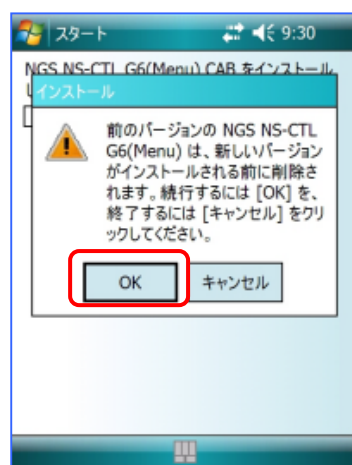 スタート 9:30
NGS NS-CTL G6(Menu) CAB をインストール
インストール
前のバージョンの NGS NS-CTL
G6(Menu) は、新しいバージョン
がインストールされる前に削除さ
れます。続行するには [OK] を、
終了するには [キャンセル] をクリ
ックしてください。
OK キャンセル